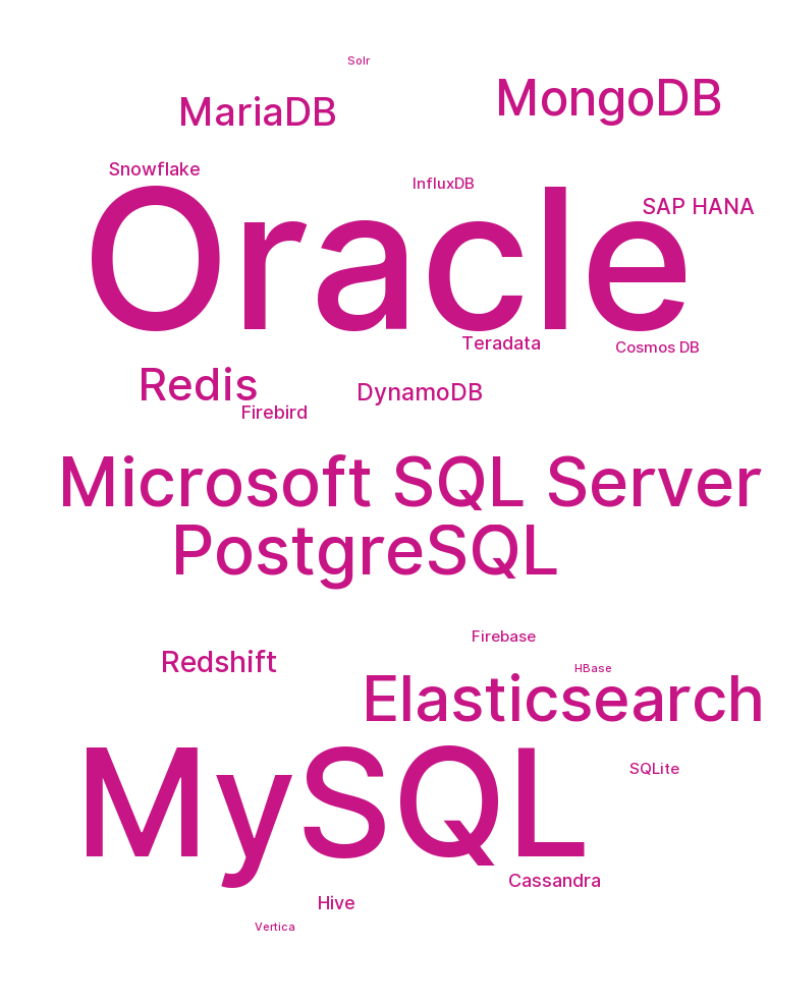 Solr
MongoDB
MariaDB
Snowflake
InfluxDB
SAP HANA
Oracle
Teradata
Cosmos DB
Redis
DynamoDB
Firebird
Microsoft SQL Server
PostgreSQL
Firebase
Redshift
HBase
Elasticsearch
SQLite
MySQL
Cassandra
Hive
Vertica